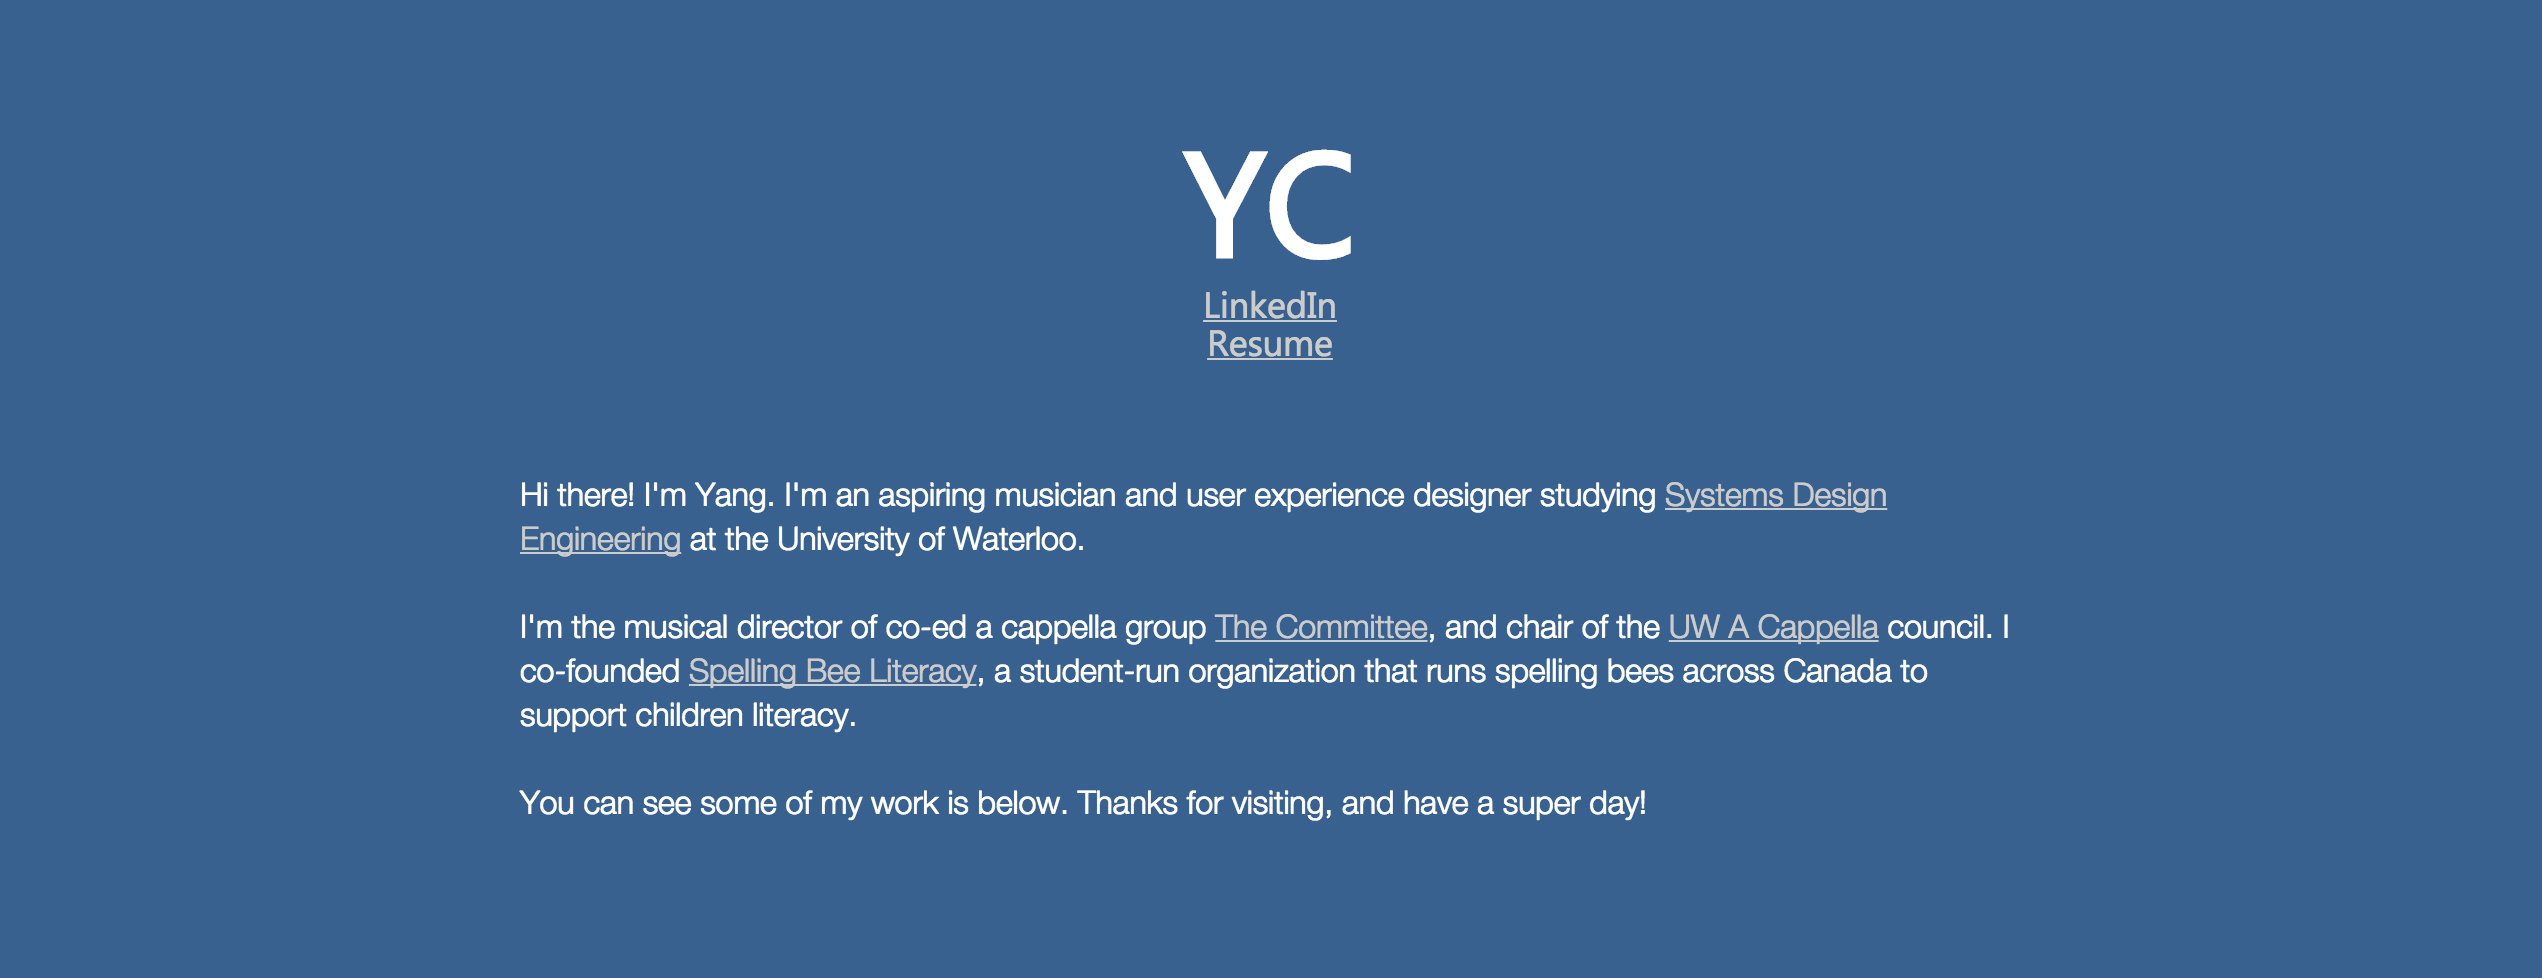 YC
LinkedIn
Resume
Hi there! I'm Yang. I'm an aspiring musician and user experience designer studying Systems Design
Engineering at the University of Waterloo.
I'm the musical director of co-ed a cappella group The Committee, and chair of the UW A Cappella council. I
co-founded Spelling Bee Literacy, a student-run organization that runs spelling bees across Canada to
support children literacy.
You can see some of my work is below. Thanks for visiting, and have a super day!